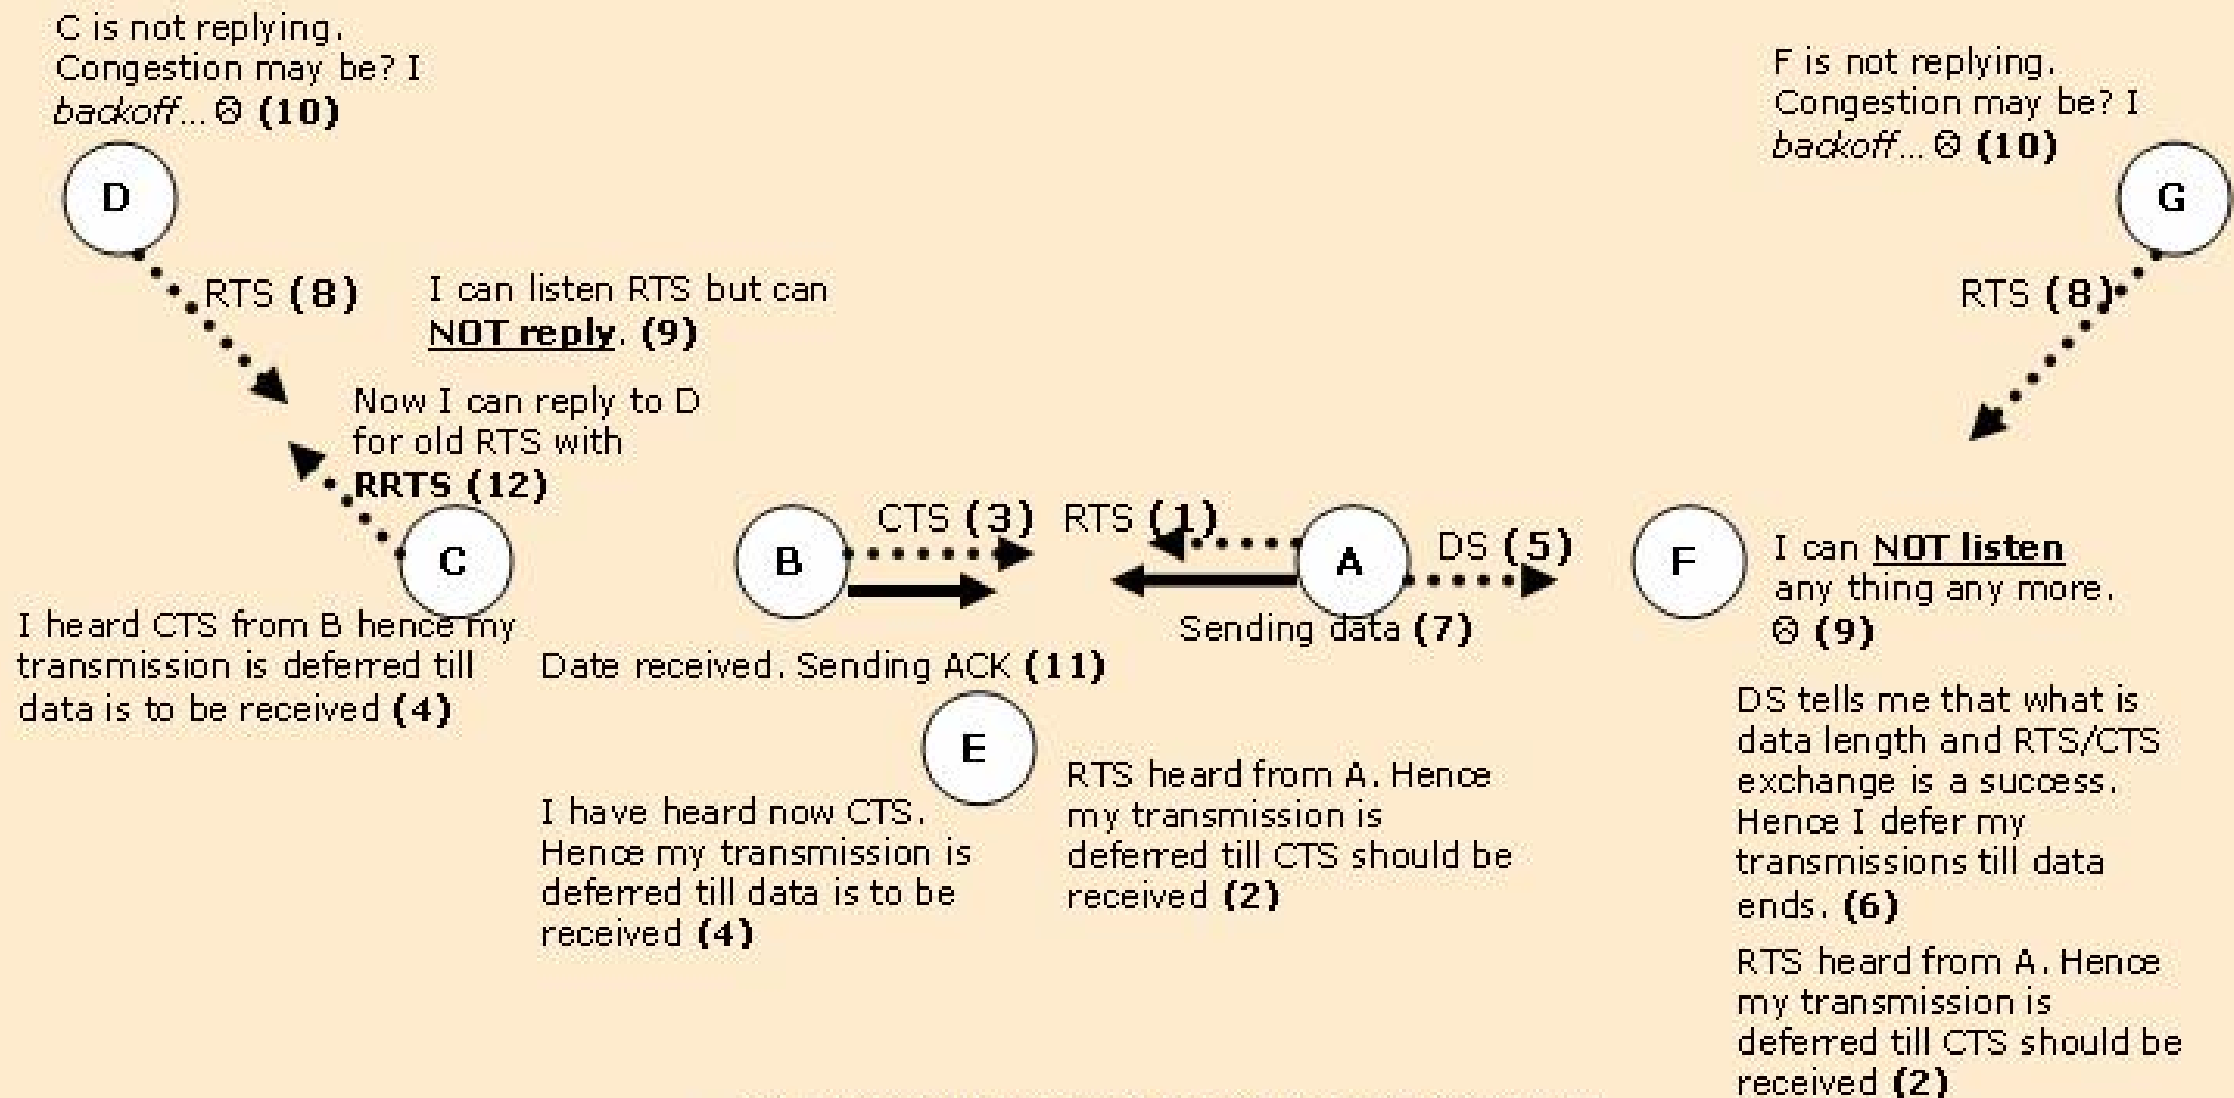 C is not replying.
Congestion may be? I
backoff... ☹ (10)
F is not replying.
Congestion may be? I
backoff... ☹ (10)
D
G
RTS (8)
I can listen RTS but can
NOT reply. (9)
RTS (8)
Now I can reply to D
for old RTS with
RRTS (12)
C
B
CTS (3)
RTS (1)
A
DS (5)
F
I can NOT listen
any thing any more.
☹ (9)
I heard CTS from B hence my
transmission is deferred till
data is to be received (4)
Sending data (7)
Date received. Sending ACK (11)
E
I have heard now CTS.
Hence my transmission is
deferred till data is to be
received (4)
RTS heard from A. Hence
my transmission is
deferred till CTS should be
received (2)
DS tells me that what is
data length and RTS/CTS
exchange is a success.
Hence I defer my
transmissions till data
ends. (6)
RTS heard from A. Hence
my transmission is
deferred till CTS should be
received (2)